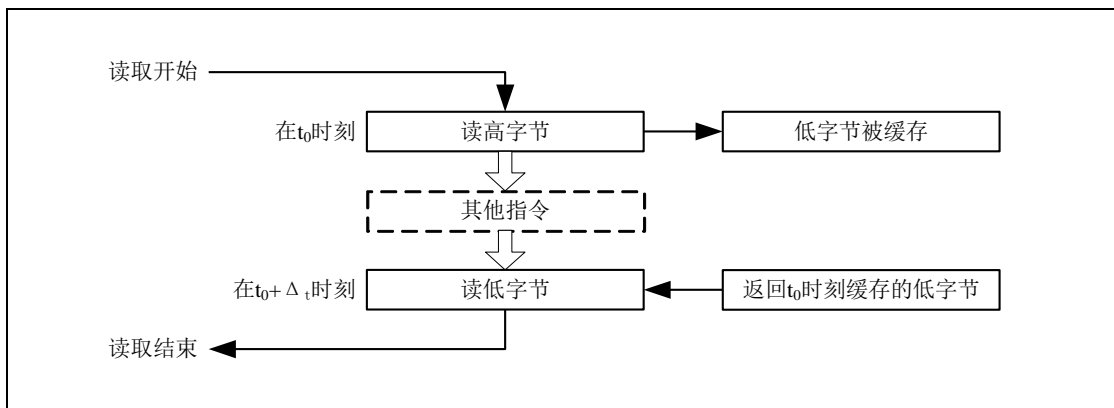 读取开始
在t₀时刻
读高字节
低字节被缓存
其他指令
在t₀+Δt时刻
读低字节
返回t₀时刻缓存的低字节
读取结束